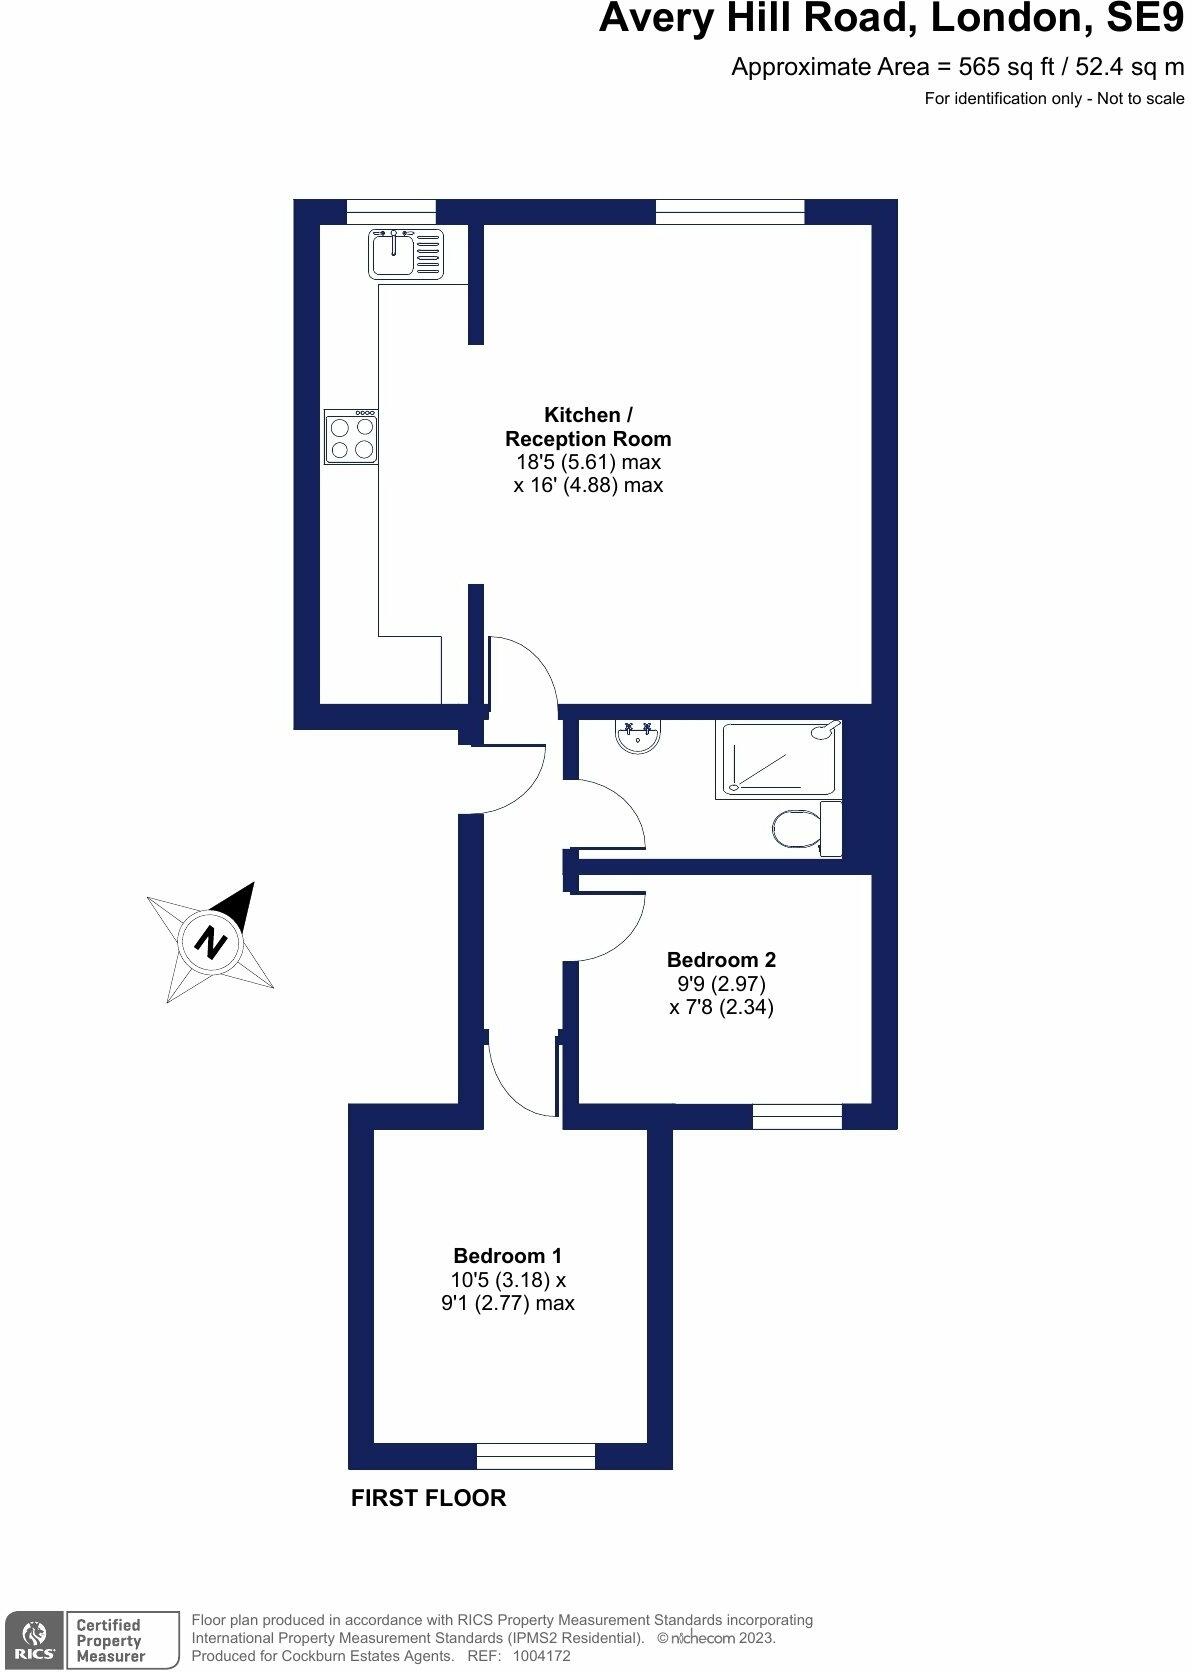 Avery Hill Road, London, SE9
Approximate Area = 565 sq ft / 52.4 sq m
For identification only - Not to scale
Kitchen /
Reception Room
18'5 (5.61) max
x 16' (4.88) max
N
Bedroom 2
9'9 (2.97)
x 7'8 (2.34)
Bedroom 1
10'5 (3.18) x
9'1 (2.77) max
FIRST FLOOR
RICS
Certified
Property
Measurer
Floor plan produced in accordance with RICS Property Measurement Standards incorporating
International Property Measurement Standards (IPMS2 Residential). © nichecom 2023.
Produced for Cockburn Estates Agents. REF: 1004172